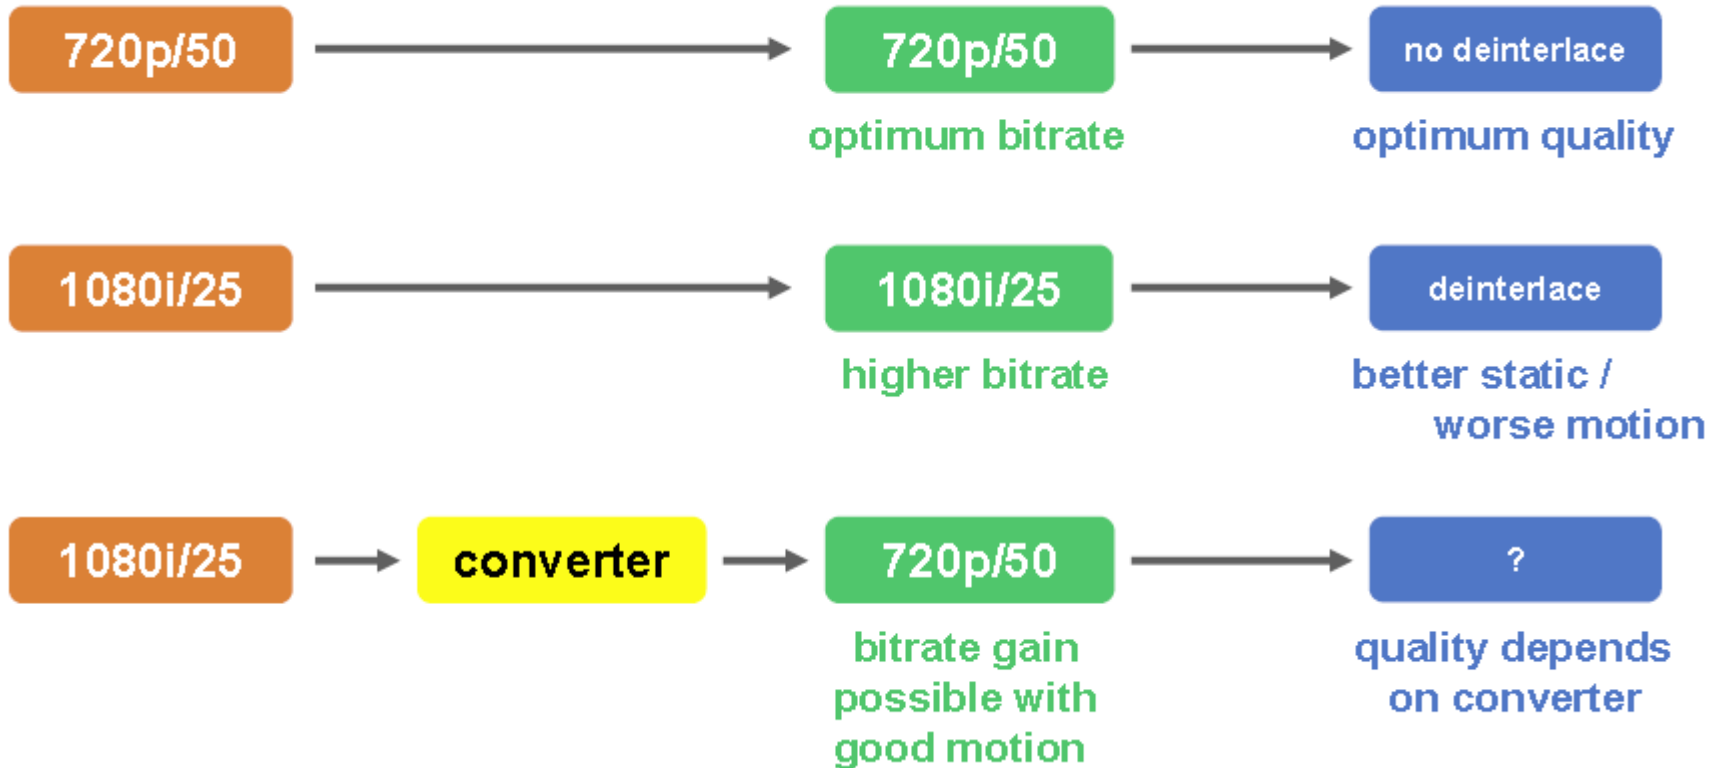 720p/50
720p/50
no deinterlace
optimum bitrate
optimum quality
1080i/25
1080i/25
deinterlace
higher bitrate
better static /
worse motion
1080i/25
converter
720p/50
?
bitrate gain
possible with
good motion
quality depends
on converter